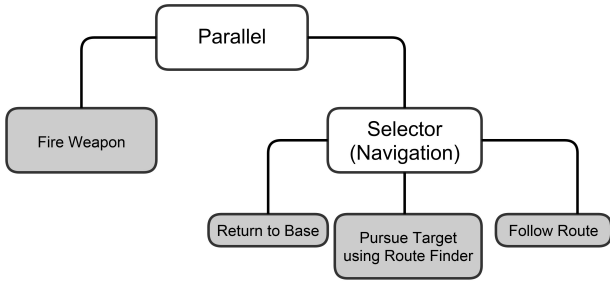 Parallel
Fire Weapon
Selector
(Navigation)
Return to Base
Pursue Target
using Route Finder
Follow Route